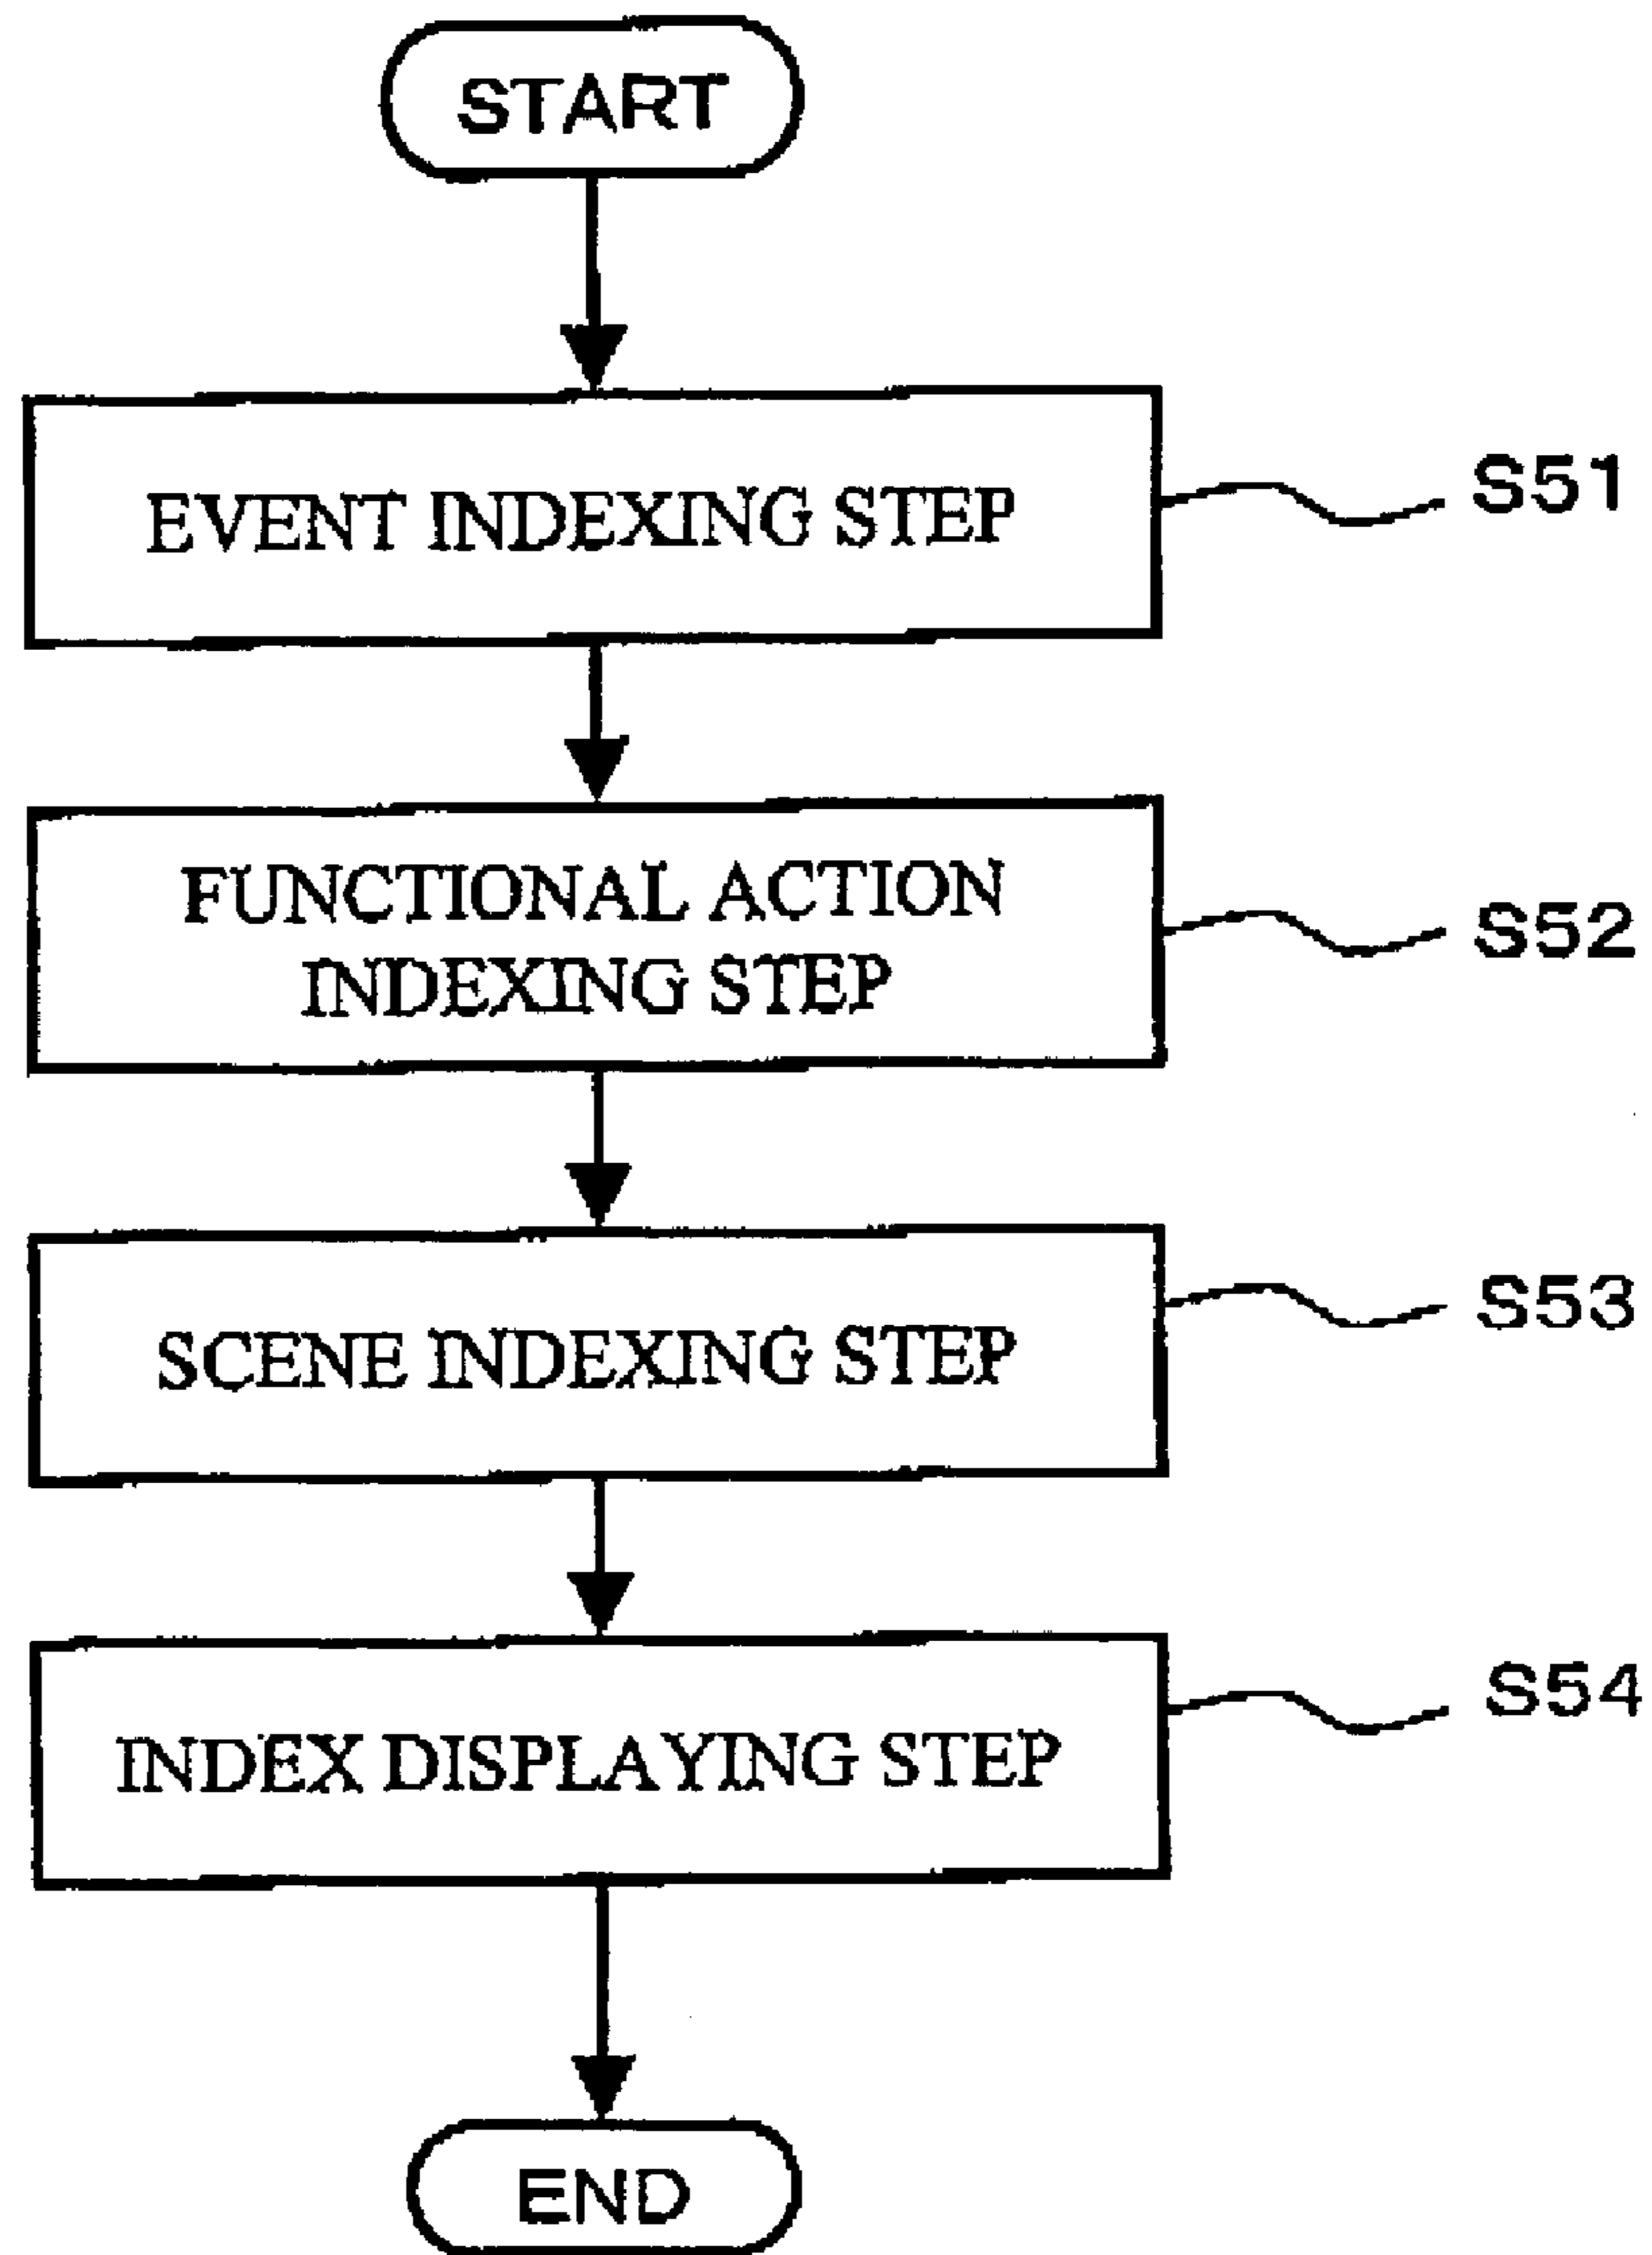 START
EVENT INDEXING STEP
S51
FUNCTIONAL ACTION
INDEXING STEP
S52
SCENE INDEXING STEP
S53
INDEX DISPLAYING STEP
S54
END